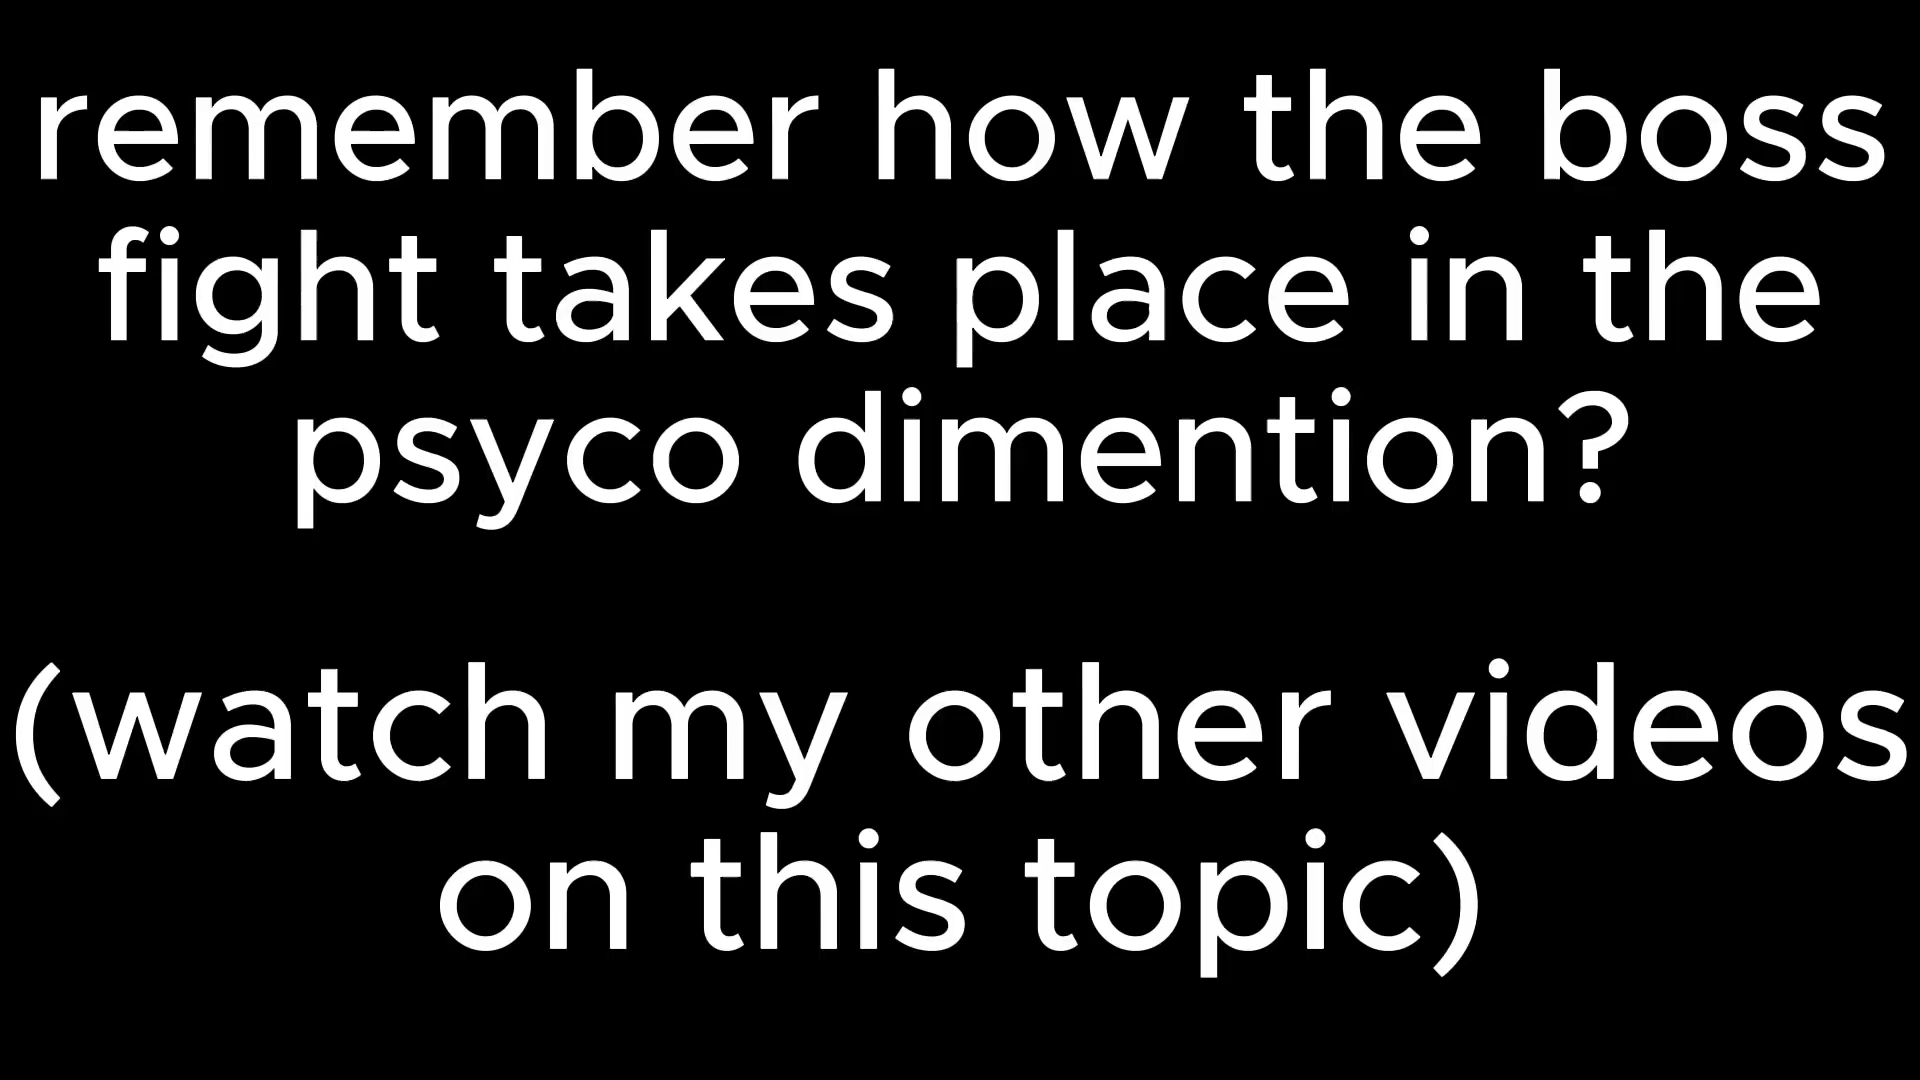 remember how the boss
fight takes place in the
psyco dimention?
(watch my other videos
on this topic)